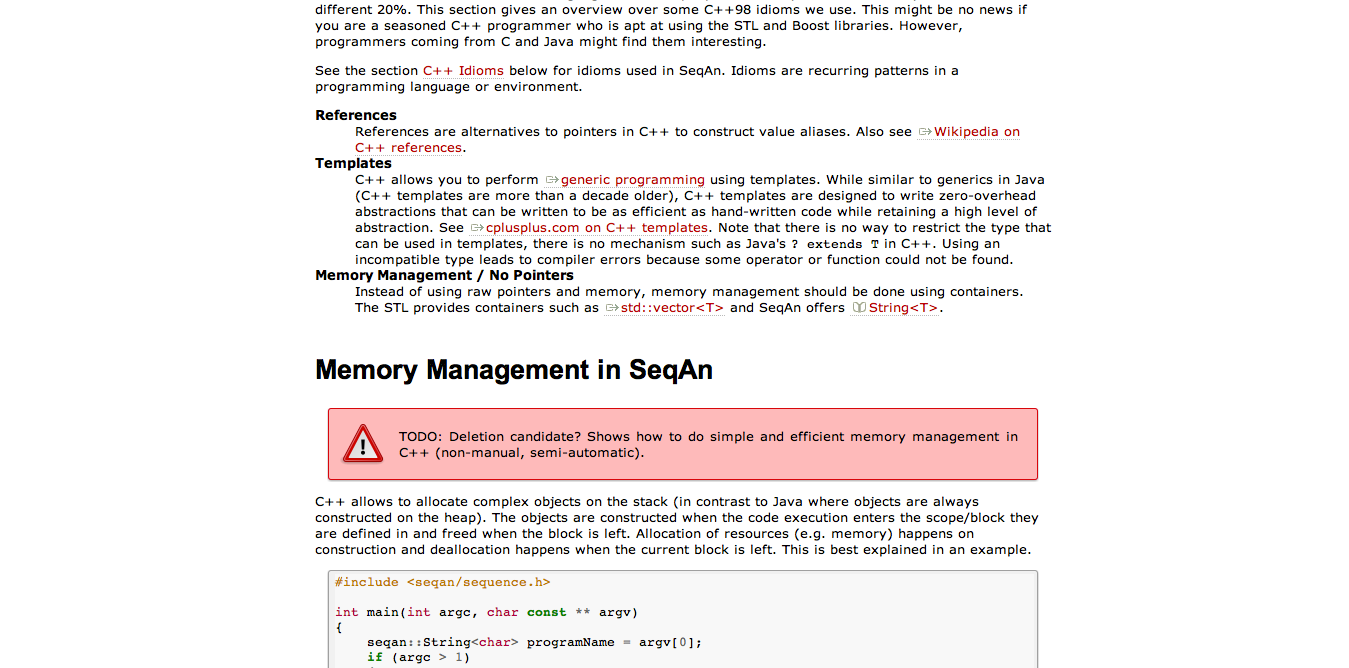 different 20%. This section gives an overview over some C++98 idioms we use. This might be no news if
you are a seasoned C++ programmer who is apt at using the STL and Boost libraries. However,
programmers coming from C and Java might find them interesting.
See the section C++ Idioms below for idioms used in SeqAn. Idioms are recurring patterns in a
programming language or environment.
References
References are alternatives to pointers in C++ to construct value aliases. Also see Wikipedia on
C++ references.
Templates
C++ allows you to perform generic programming using templates. While similar to generics in Java
(C++ templates are more than a decade older), C++ templates are designed to write zero-overhead
abstractions that can be written to be as efficient as hand-written code while retaining a high level of
abstraction. See cplusplus.com on C++ templates. Note that there is no way to restrict the type that
can be used in templates, there is no mechanism such as Java's ? extends T in C++. Using an
incompatible type leads to compiler errors because some operator or function could not be found.
Memory Management / No Pointers
Instead of using raw pointers and memory, memory management should be done using containers.
The STL provides containers such as std::vector<T> and SeqAn offers String<T>.
Memory Management in SeqAn
TODO: Deletion candidate? Shows how to do simple and efficient memory management in
C++ (non-manual, semi-automatic).
C++ allows to allocate complex objects on the stack (in contrast to Java where objects are always
constructed on the heap). The objects are constructed when the code execution enters the scope/block they
are defined in and freed when the block is left. Allocation of resources (e.g. memory) happens on
construction and deallocation happens when the current block is left. This is best explained in an example.
#include <seqan/sequence.h>
int main(int argc, char const ** argv)
{
    seqan::String<char> programName = argv[0];
    if (argc > 1)